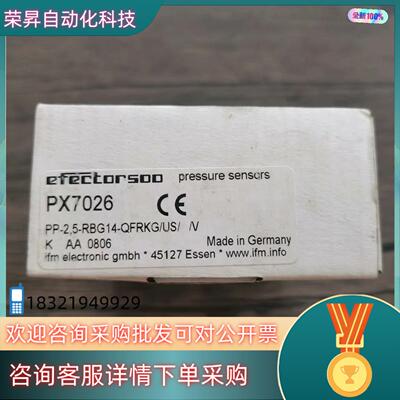 荣昇自动化科技
全新100%
efector500 pressure sensors
PX7026 CE
PP-2,5-RBG14-QFRKG/US/ /V
K AA 0806 Made in Germany
ifm electronic gmbh * 45127 Essen * www.ifm.info
18321949929
欢迎咨询采购批发可对公开票
咨询客服详情下单采购